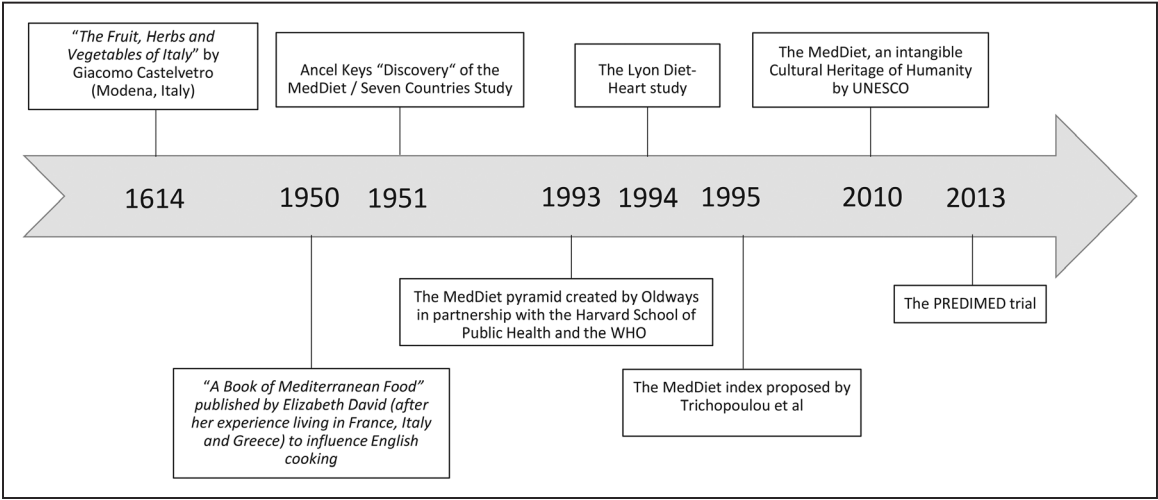 “The Fruit, Herbs and
Vegetables of Italy” by
Giacomo Castelvetro
(Modena, Italy)
Ancel Keys “Discovery“ of the
MedDiet / Seven Countries Study
The Lyon Diet-
Heart study
The MedDiet, an intangible
Cultural Heritage of Humanity
by UNESCO
1614 1950 1951 1993 1994 1995 2010 2013
The MedDiet pyramid created by Oldways
in partnership with the Harvard School of
Public Health and the WHO
The PREDIMED trial
“A Book of Mediterranean Food”
published by Elizabeth David (after
her experience living in France, Italy
and Greece) to influence English
cooking
The MedDiet index proposed by
Trichopoulou et al